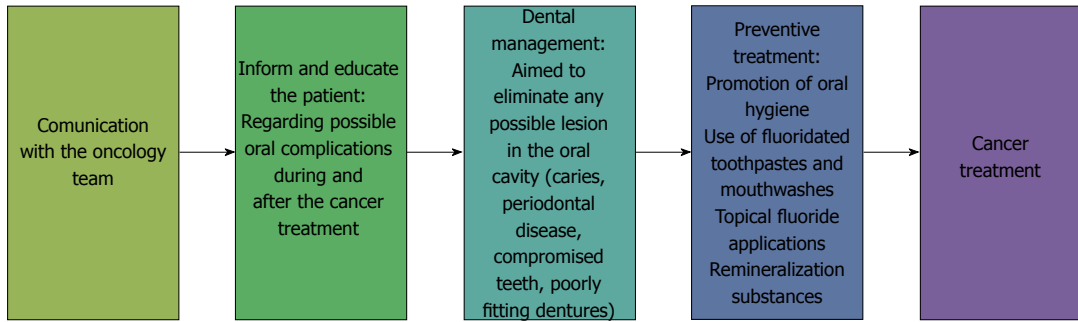 Comunication
with the oncology
team
Inform and educate
the patient:
Regarding possible
oral complications
during and
after the cancer
treatment
Dental
management:
Aimed to
eliminate any
possible lesion
in the oral
cavity (caries,
periodontal
disease,
compromised
teeth, poorly
fitting dentures)
Preventive
treatment:
Promotion of oral
hygiene
Use of fluoridated
toothpastes and
mouthwashes
Topical fluoride
applications
Remineralization
substances
Cancer
treatment